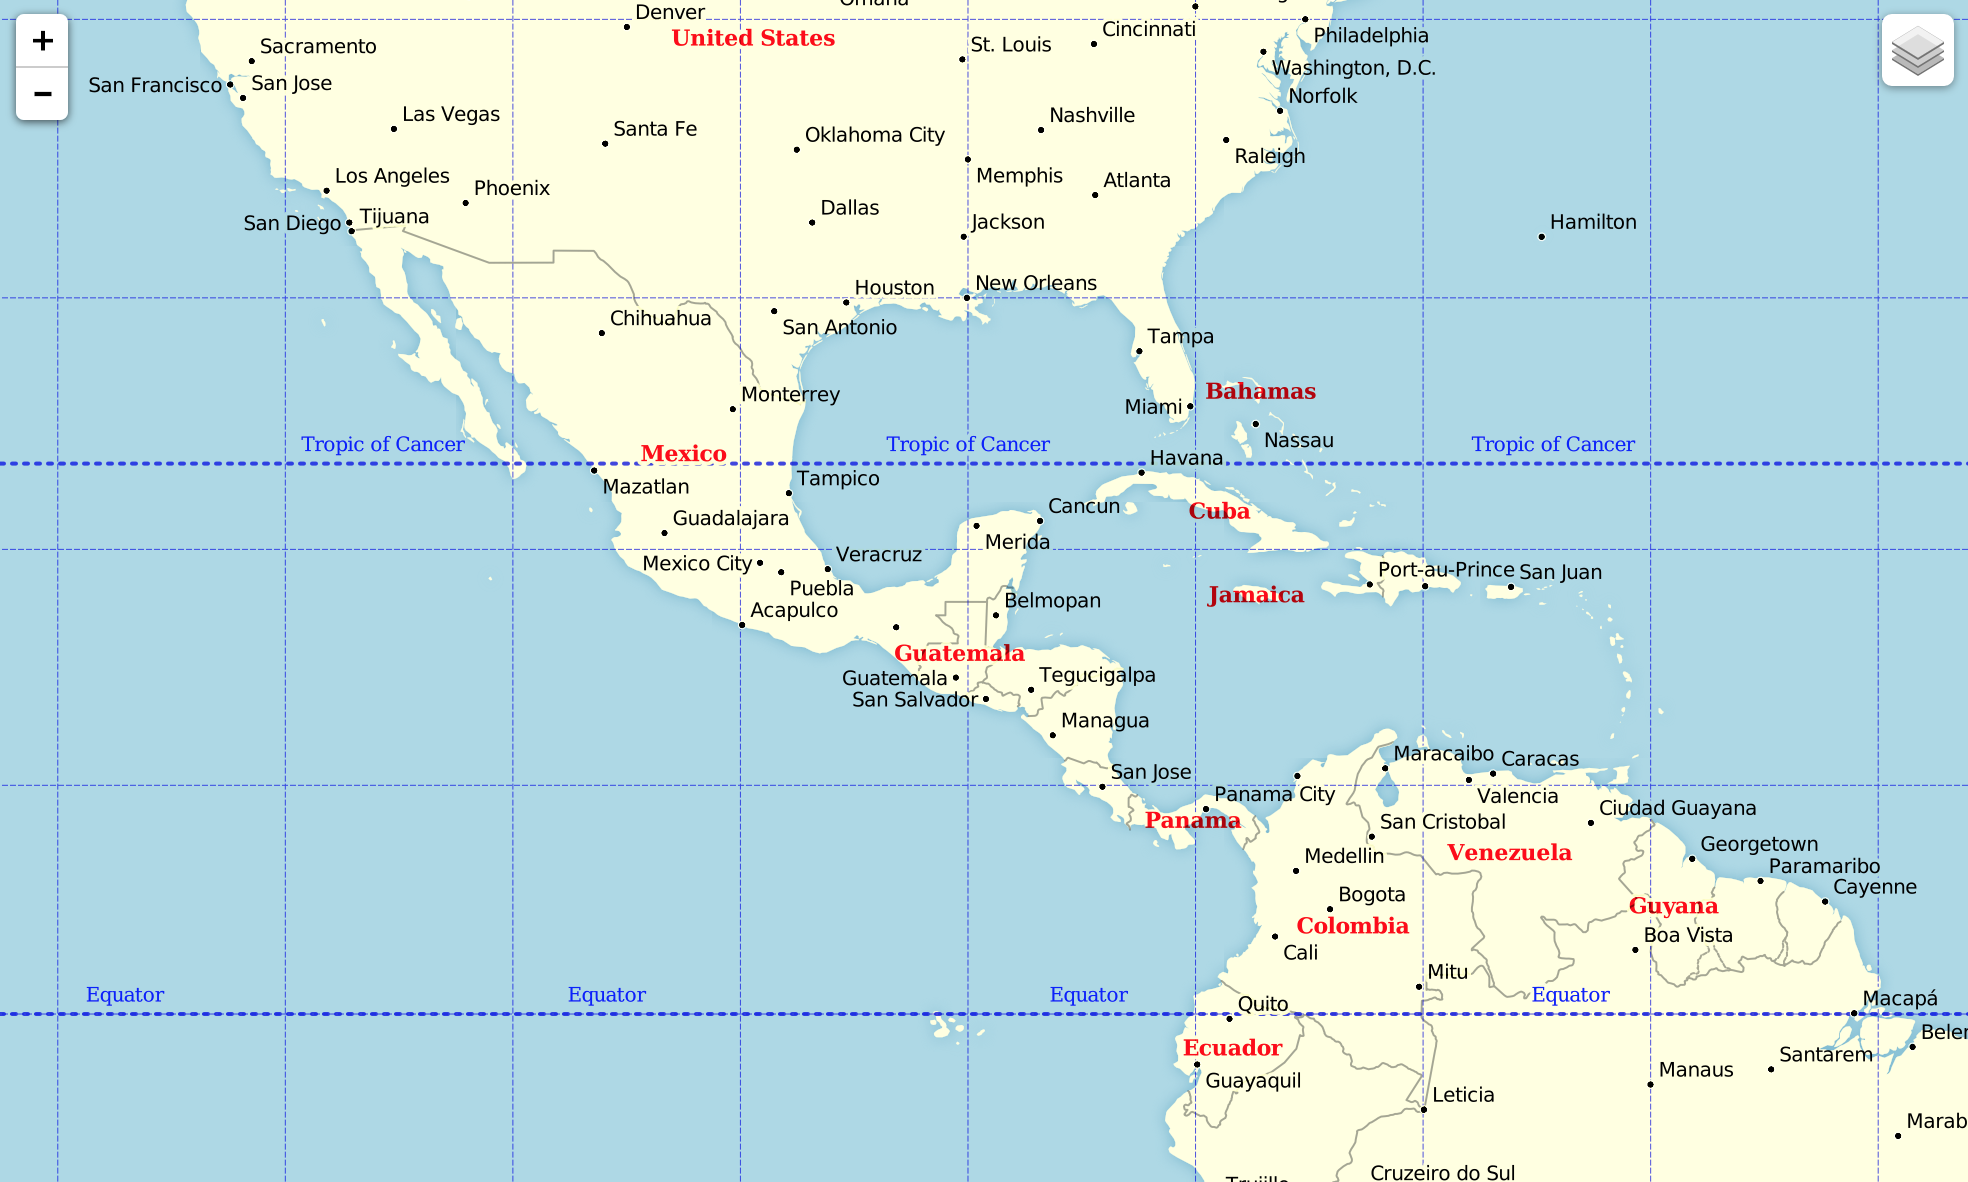 Denver
United States
Cincinnati
Philadelphia
Sacramento
St. Louis
Washington, D.C.
San Francisco
San Jose
Norfolk
Las Vegas
Santa Fe
Oklahoma City
Nashville
Raleigh
Los Angeles
Phoenix
Memphis
Atlanta
San Diego
Tijuana
Dallas
Jackson
Hamilton
Houston
New Orleans
Chihuahua
San Antonio
Tampa
Monterrey
Miami
Bahamas
Nassau
Tropic of Cancer
Tropic of Cancer
Tropic of Cancer
Mexico
Havana
Mazatlan
Tampico
Cancun
Cuba
Guadalajara
Merida
Mexico City
Veracruz
Puebla
Port-au-Prince
San Juan
Acapulco
Belmopan
Jamaica
Guatemala
Guatemala
Tegucigalpa
San Salvador
Managua
San Jose
Maracaibo
Caracas
Panama City
Valencia
Panama
Ciudad Guayana
San Cristobal
Medellin
Venezuela
Georgetown
Paramaribo
Cayenne
Bogota
Colombia
Guyana
Cali
Boa Vista
Mitu
Equator
Equator
Equator
Equator
Quito
Macapá
Ecuador
Guayaquil
Santarem
Manaus
Leticia
Cruzeiro do Sul